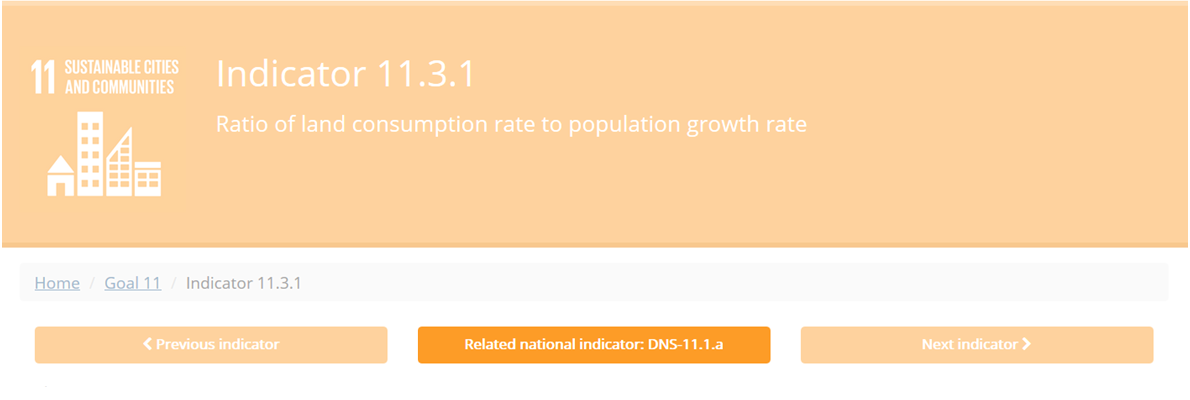 11 SUSTAINABLE CITIES
AND COMMUNITIES
Indicator 11.3.1
Ratio of land consumption rate to population growth rate
Home / Goal 11 / Indicator 11.3.1
Previous indicator
Related national indicator: DNS-11.1.a
Next indicator